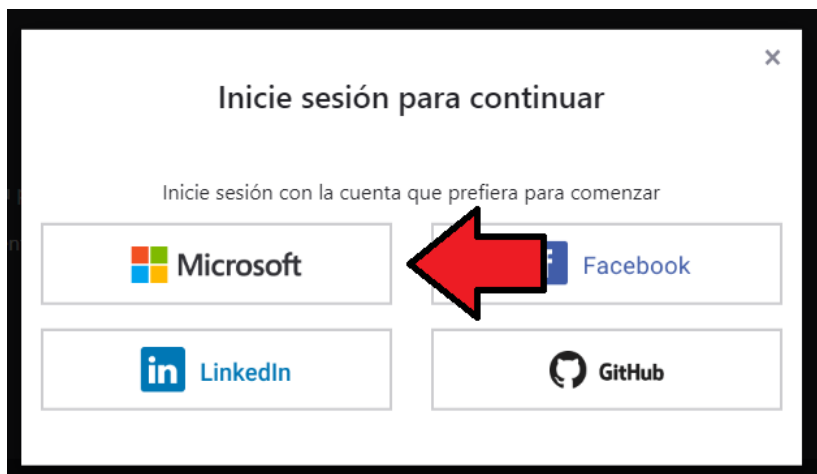 Inicie sesión para continuar
Inicie sesión con la cuenta que prefiera para comenzar
Microsoft
Facebook
LinkedIn
GitHub